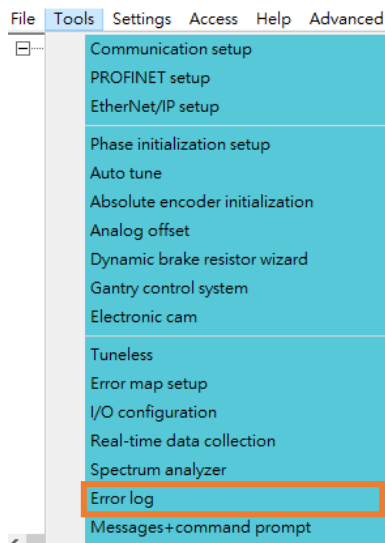 File Tools Settings Access Help Advanced
Communication setup
PROFINET setup
EtherNet/IP setup
Phase initialization setup
Auto tune
Absolute encoder initialization
Analog offset
Dynamic brake resistor wizard
Gantry control system
Electronic cam
Tuneless
Error map setup
I/O configuration
Real-time data collection
Spectrum analyzer
Error log
Messages+command prompt